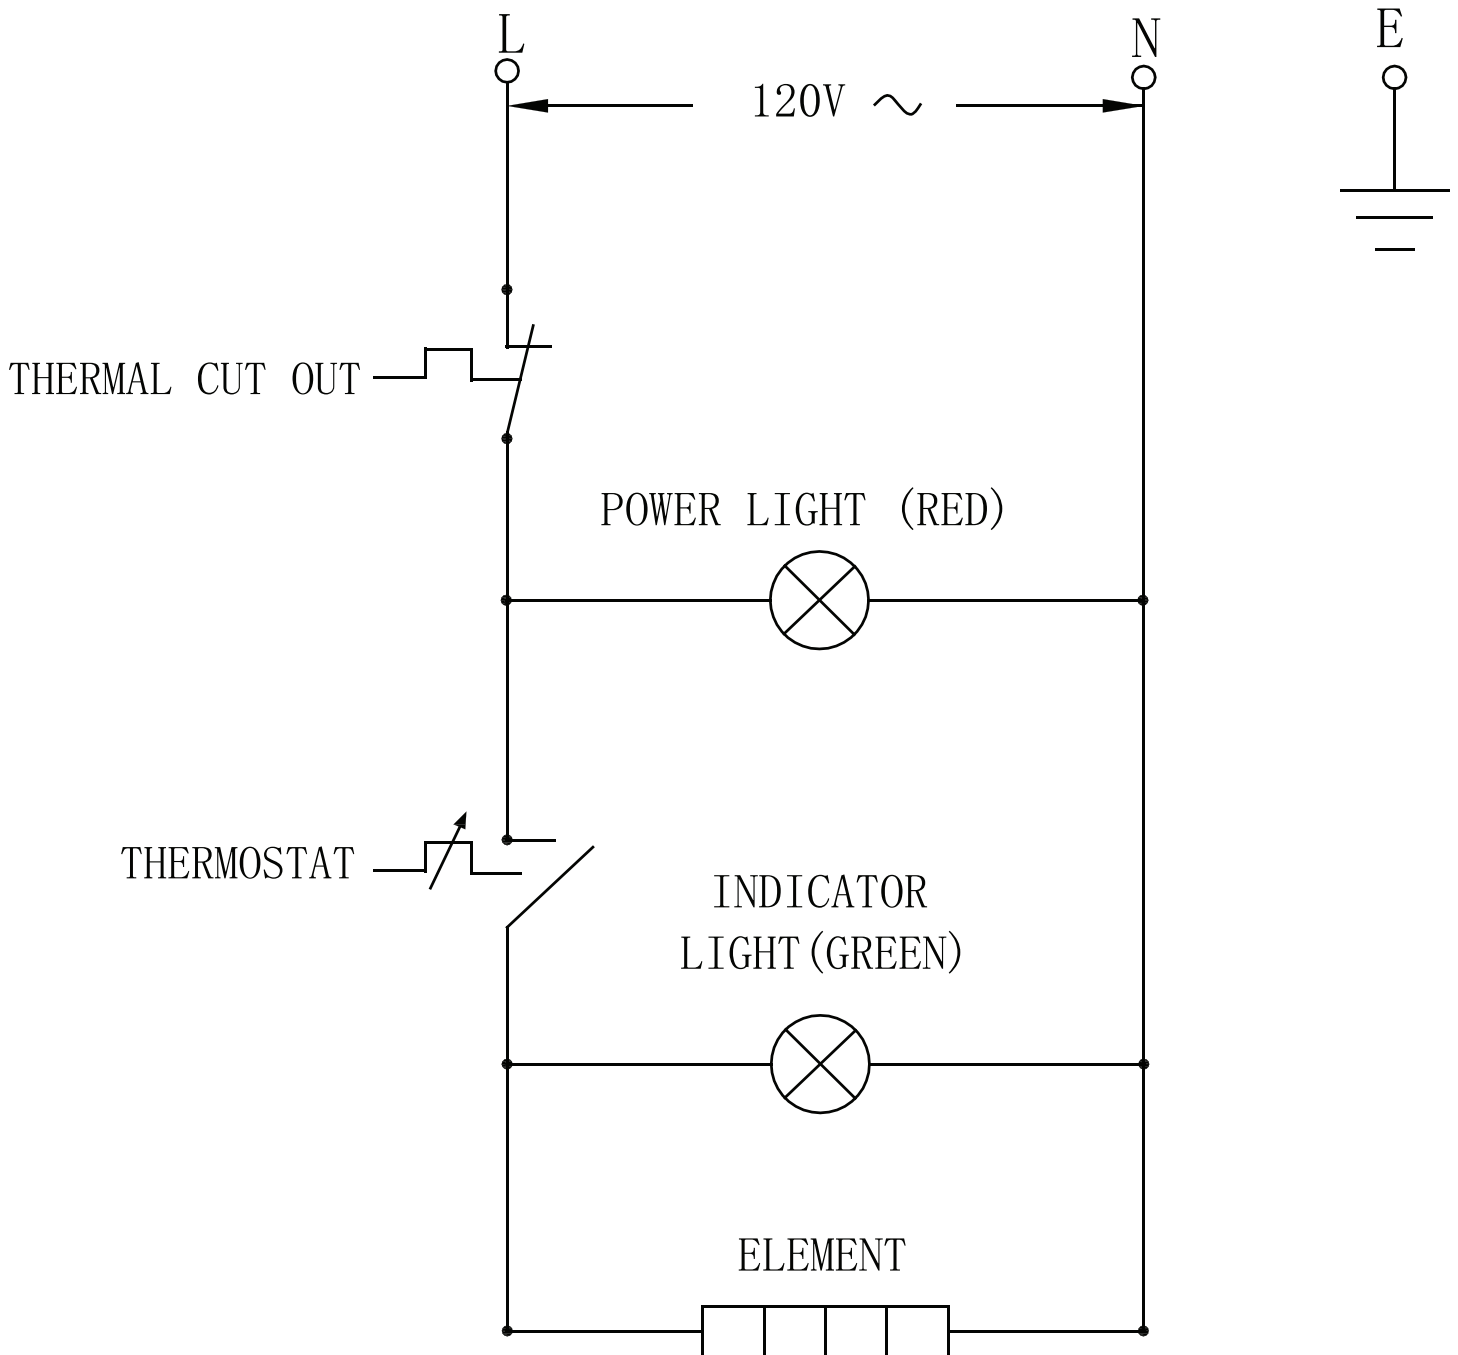 L
N
E
120V ~
THERMAL CUT OUT
POWER LIGHT (RED)
THERMOSTAT
INDICATOR
LIGHT(GREEN)
ELEMENT